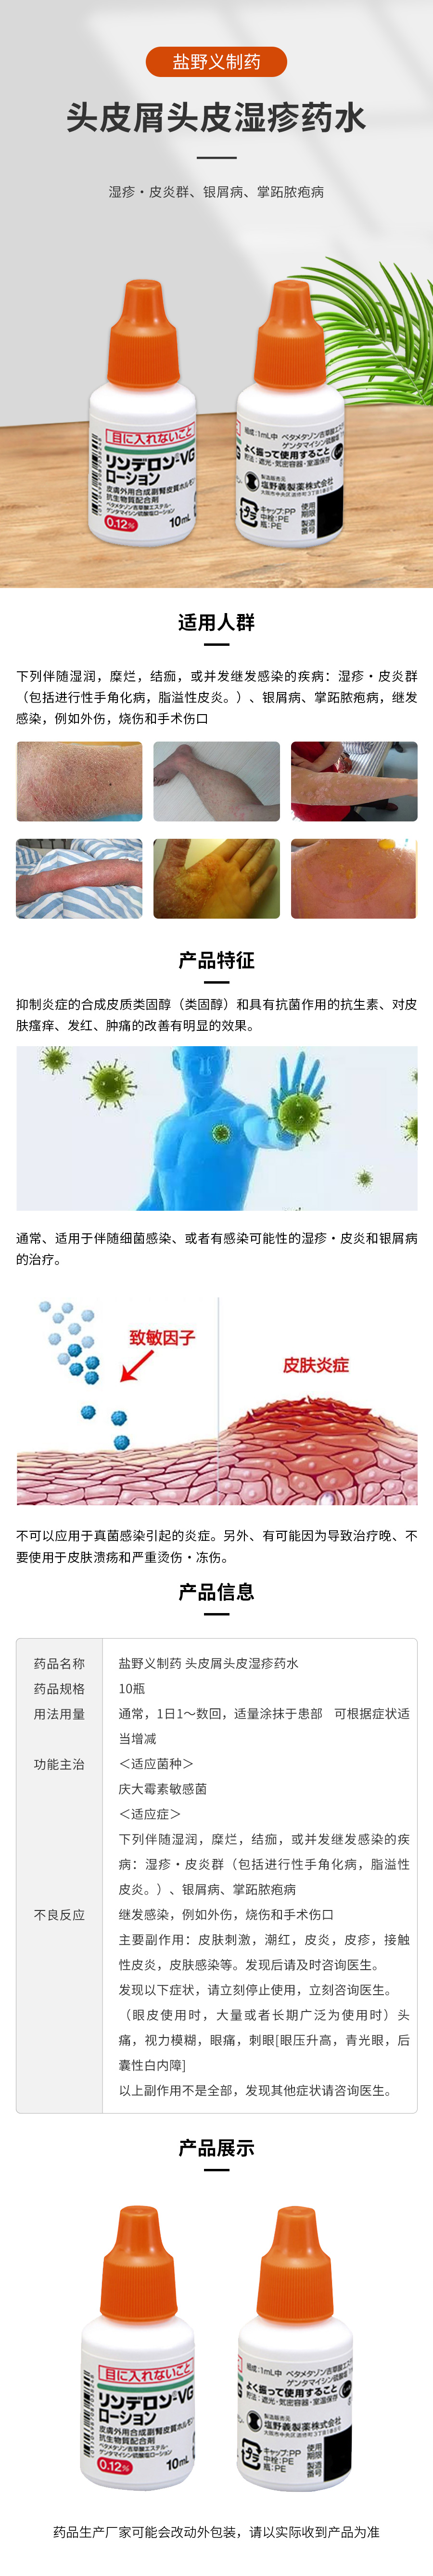 盐野义制药
头皮屑头皮湿疹药水
湿疹・皮炎群、银屑病、掌跖脓疱病
目に入れないこと
リンデロン-VG
ローション
皮膚外用合成副腎皮質ホルモン
抗生物質配合剤
ベタメタゾン吉草酸エステル・
ゲンタマイシン硫酸塩ローション
0.12%
10mL
組成:1mL中 ベタメタゾン吉草酸エス
ゲンタマイシン硫酸塩
よく振って使用すること
貯法:遮光・気密容器・室温保存
製造販売元
塩野義製薬株式会社
大阪市中央区道修町3丁目1番8号
キャップ:PP
中栓:PE
瓶:PE
使用
期限
製造
番号
适用人群
下列伴随湿润，糜烂，结痂，或并发继发感染的疾病：湿疹・皮炎群
（包括进行性手角化病，脂溢性皮炎。）、银屑病、掌跖脓疱病，继发
感染，例如外伤，烧伤和手术伤口
产品特征
抑制炎症的合成皮质类固醇（类固醇）和具有抗菌作用的抗生素、对皮
肤瘙痒、发红、肿痛的改善有明显的效果。
通常、适用于伴随细菌感染、或者有感染可能性的湿疹・皮炎和银屑病
的治疗。
致敏因子
皮肤炎症
不可以应用于真菌感染引起的炎症。另外、有可能因为导致治疗晚、不
要使用于皮肤溃疡和严重烫伤・冻伤。
产品信息
药品名称 盐野义制药 头皮屑头皮湿疹药水
药品规格 10瓶
用法用量 通常，1日1～数回，适量涂抹于患部 可根据症状适
当增减
功能主治 ＜适应菌种＞
庆大霉素敏感菌
＜适应症＞
下列伴随湿润，糜烂，结痂，或并发继发感染的疾
病：湿疹・皮炎群（包括进行性手角化病，脂溢性
皮炎。）、银屑病、掌跖脓疱病
不良反应 继发感染，例如外伤，烧伤和手术伤口
主要副作用：皮肤刺激，潮红，皮炎，皮疹，接触
性皮炎，皮肤感染等。发现后请及时咨询医生。
发现以下症状，请立刻停止使用，立刻咨询医生。
（眼皮使用时，大量或者长期广泛为使用时）头
痛，视力模糊，眼痛，刺眼[眼压升高，青光眼，后
囊性白内障]
以上副作用不是全部，发现其他症状请咨询医生。
产品展示
目に入れないこと
リンデロン-VG
ローション
皮膚外用合成副腎皮質ホルモン
抗生物質配合剤
ベタメタゾン吉草酸エステル・
ゲンタマイシン硫酸塩ローション
0.12%
10mL
組成:1mL中 ベタメタゾン吉草酸エス
ゲンタマイシン硫酸塩
よく振って使用すること
貯法:遮光・気密容器・室温保存
製造販売元
塩野義製薬株式会社
大阪市中央区道修町3丁目1番8号
キャップ:PP
中栓:PE
瓶:PE
使用
期限
製造
番号
药品生产厂家可能会改动外包装，请以实际收到产品为准